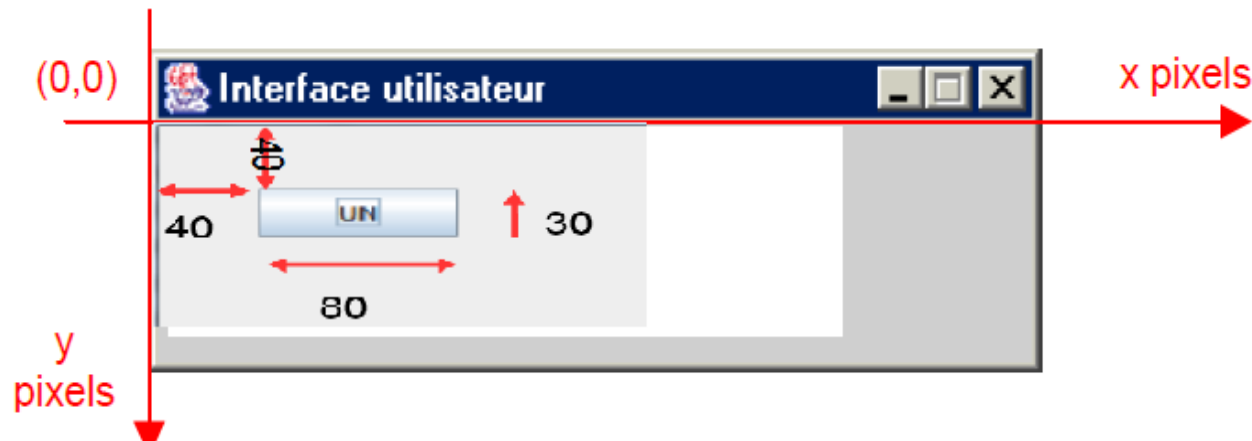 (0,0)
Interface utilisateur
x pixels
40
40
UN
30
80
y
pixels